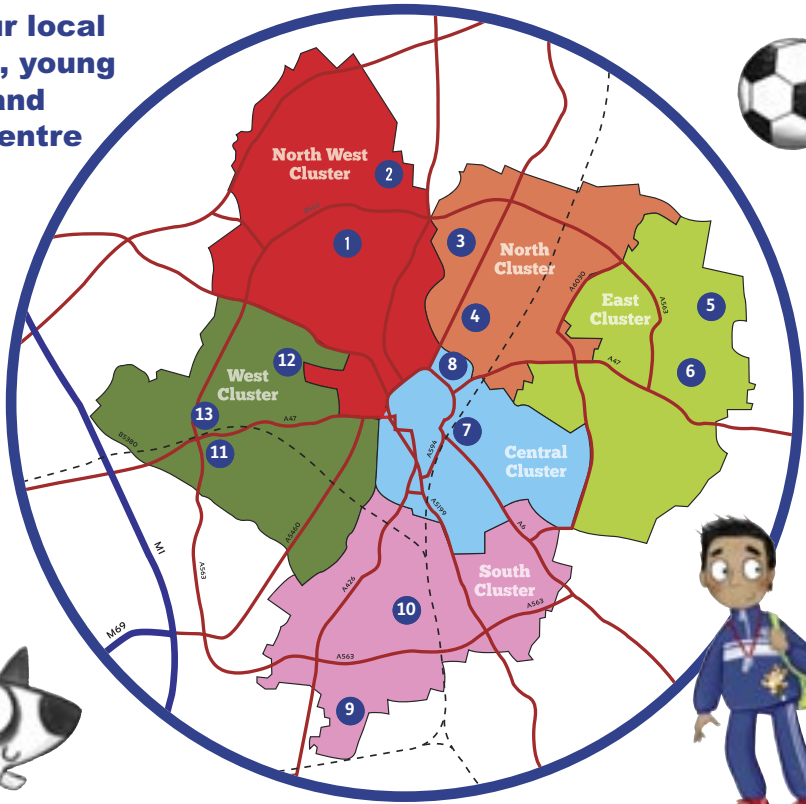 ur local
, young
and
entre
North West
Cluster
2
1
3
North
Cluster
4
A6030
East
Cluster
A563
5
6
A47
8
12
West
Cluster
13
A47
11
B5380
7
A594
Central
Cluster
A5199
A6
A5460
A563
M1
M69
A426
South
Cluster
10
A563
A563
9